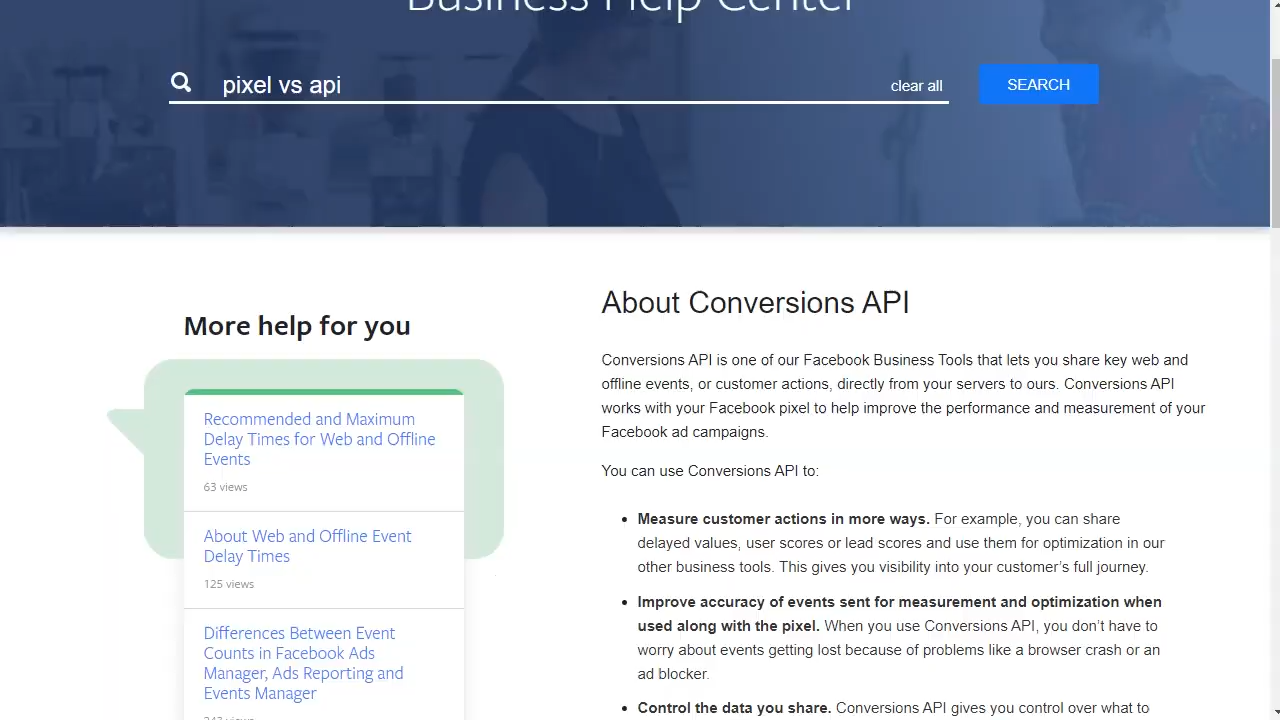 Business Help Center
pixel vs api
clear all
SEARCH
More help for you
Recommended and Maximum
Delay Times for Web and Offline
Events
63 views
About Web and Offline Event
Delay Times
125 views
Differences Between Event
Counts in Facebook Ads
Manager, Ads Reporting and
Events Manager
About Conversions API
Conversions API is one of our Facebook Business Tools that lets you share key web and
offline events, or customer actions, directly from your servers to ours. Conversions API
works with your Facebook pixel to help improve the performance and measurement of your
Facebook ad campaigns.
You can use Conversions API to:
• Measure customer actions in more ways. For example, you can share
delayed values, user scores or lead scores and use them for optimization in our
other business tools. This gives you visibility into your customer’s full journey.
• Improve accuracy of events sent for measurement and optimization when
used along with the pixel. When you use Conversions API, you don’t have to
worry about events getting lost because of problems like a browser crash or an
ad blocker.
• Control the data you share. Conversions API gives you control over what to